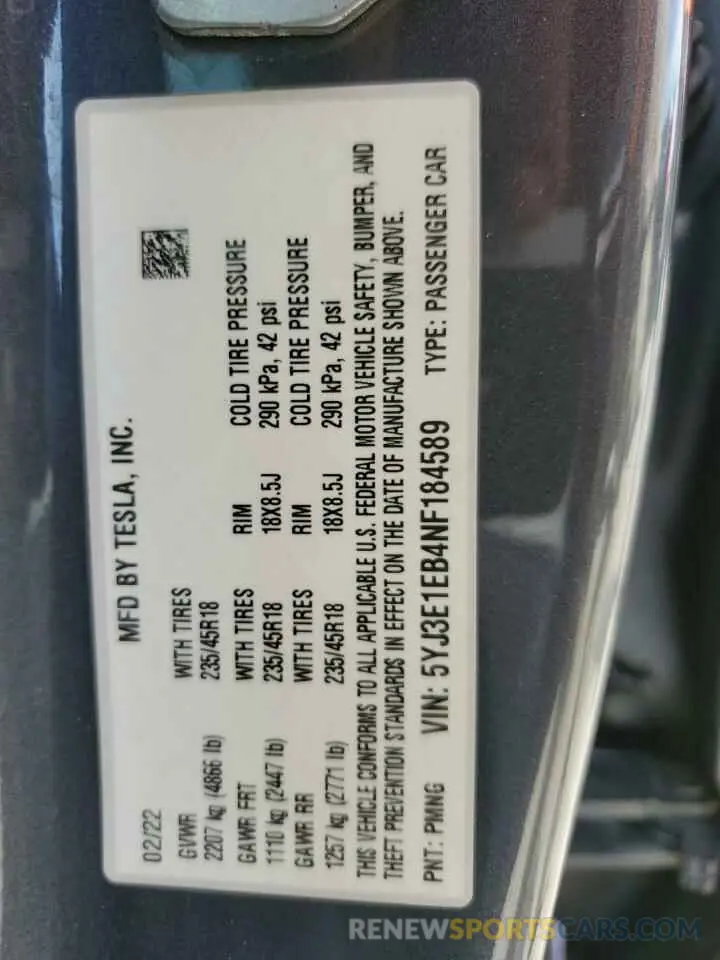 MFD BY TESLA, INC.
02/22
GVWR WITH TIRES
2207 kg (4866 lb) 235/45R18
GAWR FRT WITH TIRES RIM COLD TIRE PRESSURE
1110 kg (2447 lb) 235/45R18 18X8.5J 290 kPa, 42 psi
GAWR RR WITH TIRES RIM COLD TIRE PRESSURE
1257 kg (2771 lb) 235/45R18 18X8.5J 290 kPa, 42 psi
THIS VEHICLE CONFORMS TO ALL APPLICABLE U.S. FEDERAL MOTOR VEHICLE SAFETY, BUMPER, AND
THEFT PREVENTION STANDARDS IN EFFECT ON THE DATE OF MANUFACTURE SHOWN ABOVE.
PNT: PMNG VIN: 5YJ3E1EB4NF184589 TYPE: PASSENGER CAR
RENEWSPORTSCARS.COM